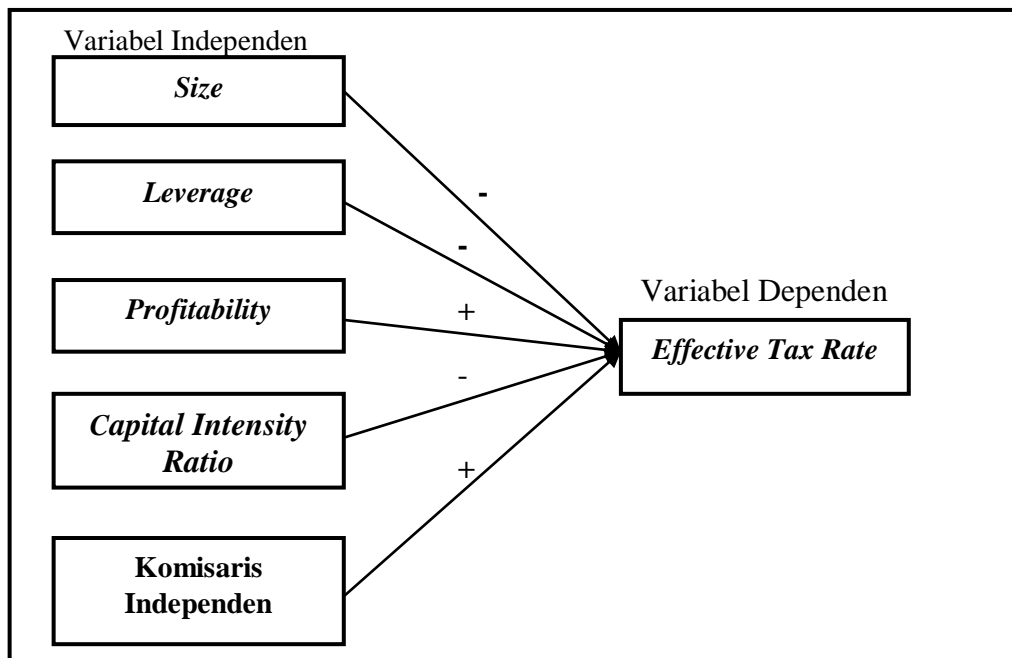 Variabel Independen
Size
-
Leverage
-
Variabel Dependen
Profitability
+
Effective Tax Rate
-
Capital Intensity
Ratio
+
Komisaris
Independen